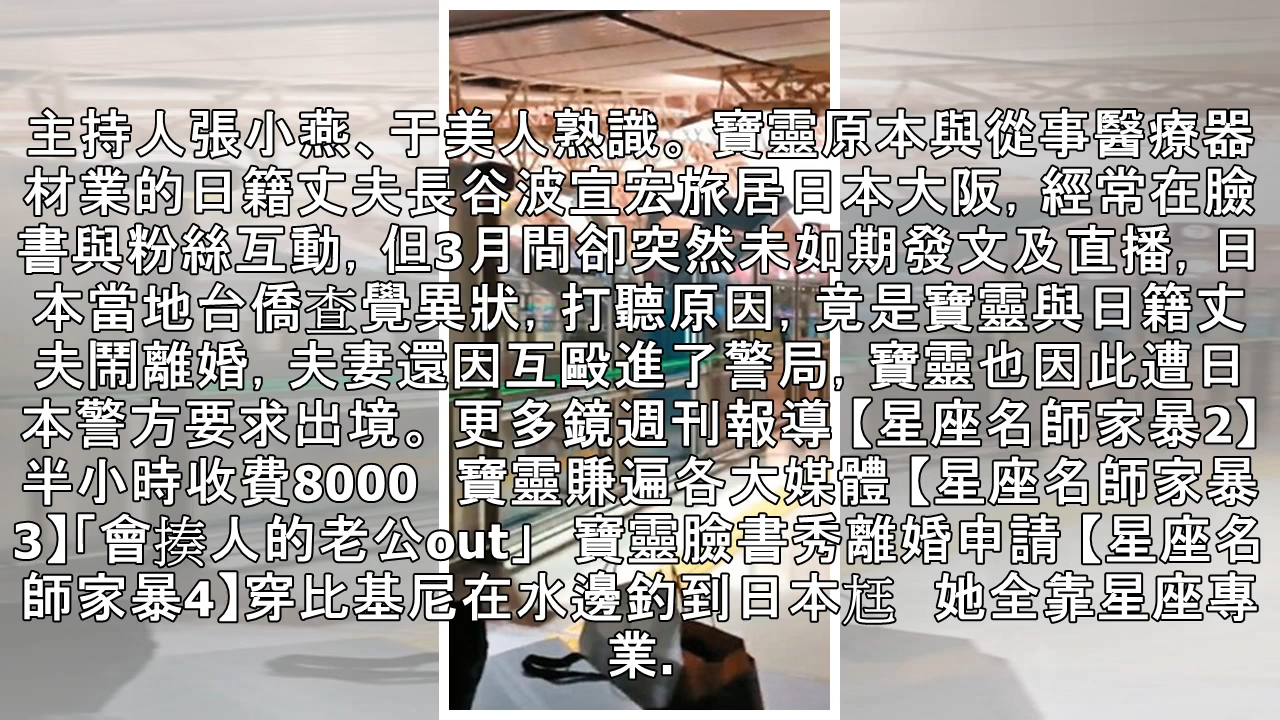 主持人張小燕、于美人熟識。寶靈原本與從事醫療器
材業的日籍丈夫長谷波宣宏旅居日本大阪, 經常在臉
書與粉絲互動, 但3月間卻突然未如期發文及直播, 日
本當地台僑查覺異狀, 打聽原因, 竟是寶靈與日籍丈
夫鬧離婚, 夫妻還因互毆進了警局, 寶靈也因此遭日
本警方要求出境。更多鏡週刊報導【星座名師家暴2】
半小時收費8000 寶靈賺遍各大媒體【星座名師家暴
3】「會揍人的老公out」 寶靈臉書秀離婚申請【星座名
師家暴4】穿比基尼在水邊釣到日本尪 她全靠星座專
業.